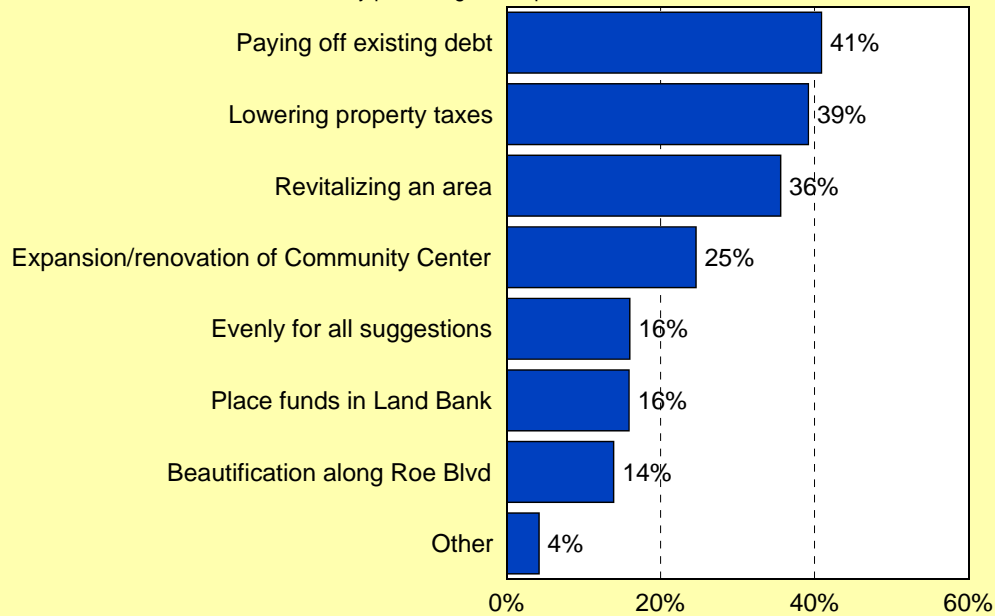 Paying off existing debt 41%
Lowering property taxes 39%
Revitalizing an area 36%
Expansion/renovation of Community Center 25%
Evenly for all suggestions 16%
Place funds in Land Bank 16%
Beautification along Roe Blvd 14%
Other 4%
0% 20% 40% 60%